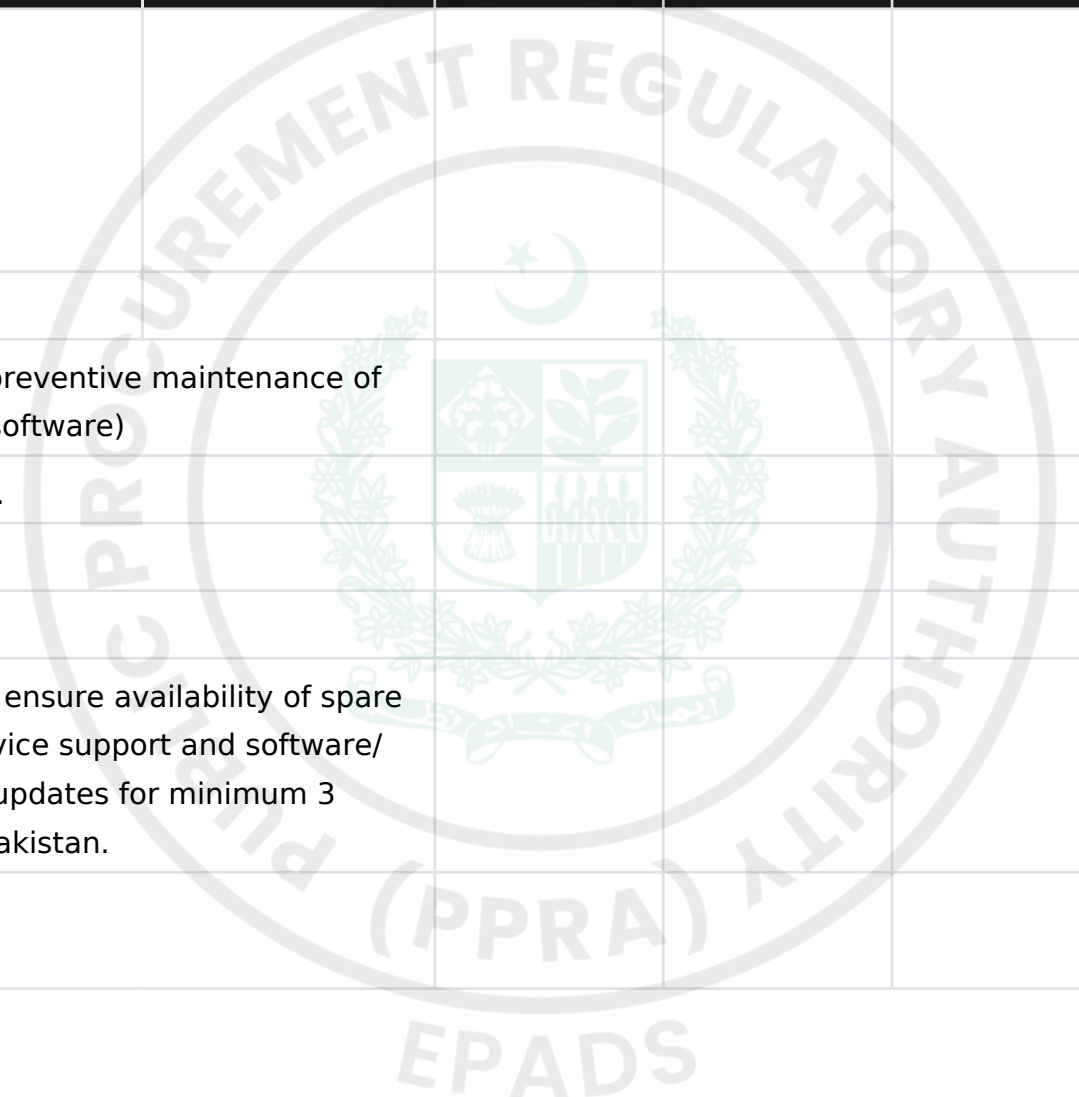 PUBLIC PROCUREMENT REGULATORY AUTHORITY
preventive maintenance of
software)
.
ensure availability of spare
vice support and software/
updates for minimum 3
akistan.
(PPRA)
EPADS